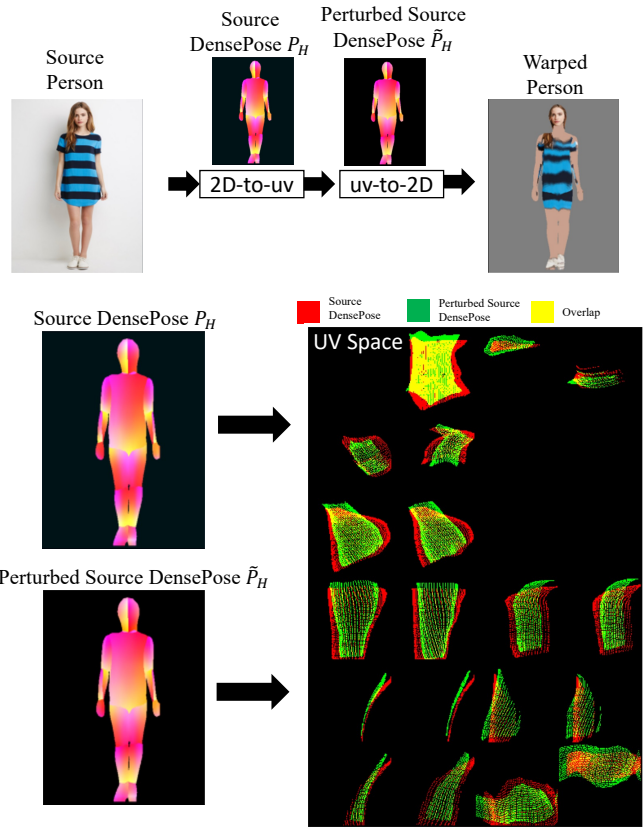 Source
Person
Source
DensePose P_H
Perturbed Source
DensePose P̃_H
Warped
Person
2D-to-uv
uv-to-2D
Source DensePose P_H
Source
DensePose
Perturbed Source
DensePose
Overlap
UV Space
Perturbed Source DensePose P̃_H